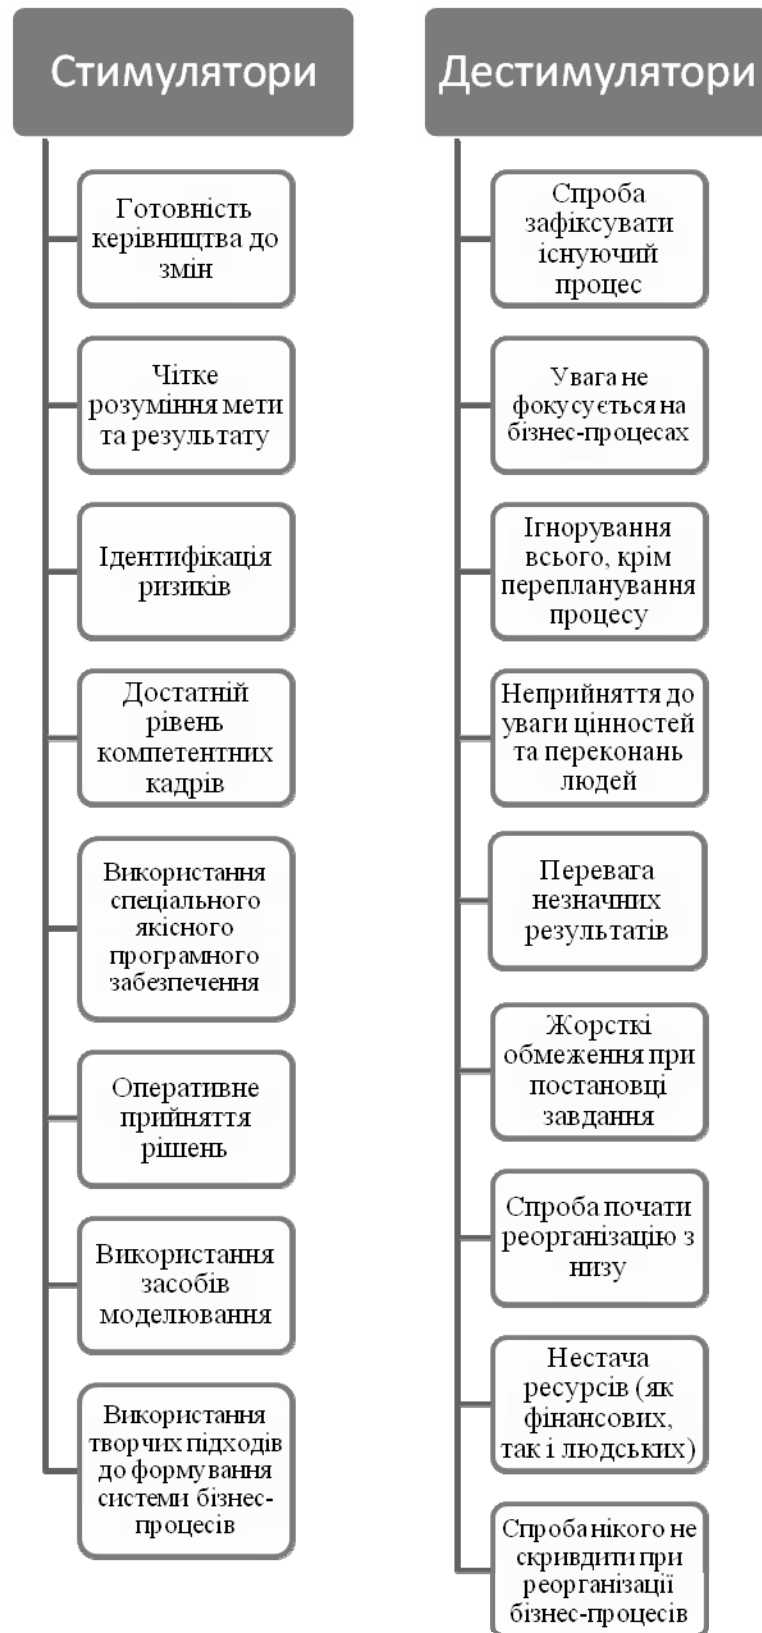 Стимулятори
Готовність
керівництва до
змін
Чітке
розуміння мети
та результату
Ідентифікація
ризиків
Достатній
рівень
компетентних
кадрів
Використання
спеціального
якісного
програмного
забезпечення
Оперативне
прийняття
рішень
Використання
засобів
моделювання
Використання
творчих підходів
до формування
системи бізнес-
процесів
Дестимулятори
Спроба
зафіксувати
існуючий
процес
Увага не
фокусується на
бізнес-процесах
Ігнорування
всього, крім
перепланування
процесу
Неприйняття до
уваги цінностей
та переконань
людей
Перевага
незначних
результатів
Жорсткі
обмеження при
постановці
завдання
Спроба почати
реорганізацію з
низу
Нестача
ресурсів (як
фінансових,
так і людських)
Спроба нікого не
скривдити при
реорганізації
бізнес-процесів